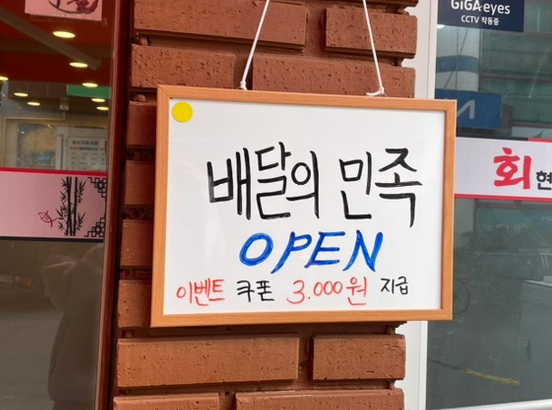 GiGA eyes
CCTV 작동중
배달의 민족
OPEN
이벤트 쿠폰 3.000원 지급
회 현